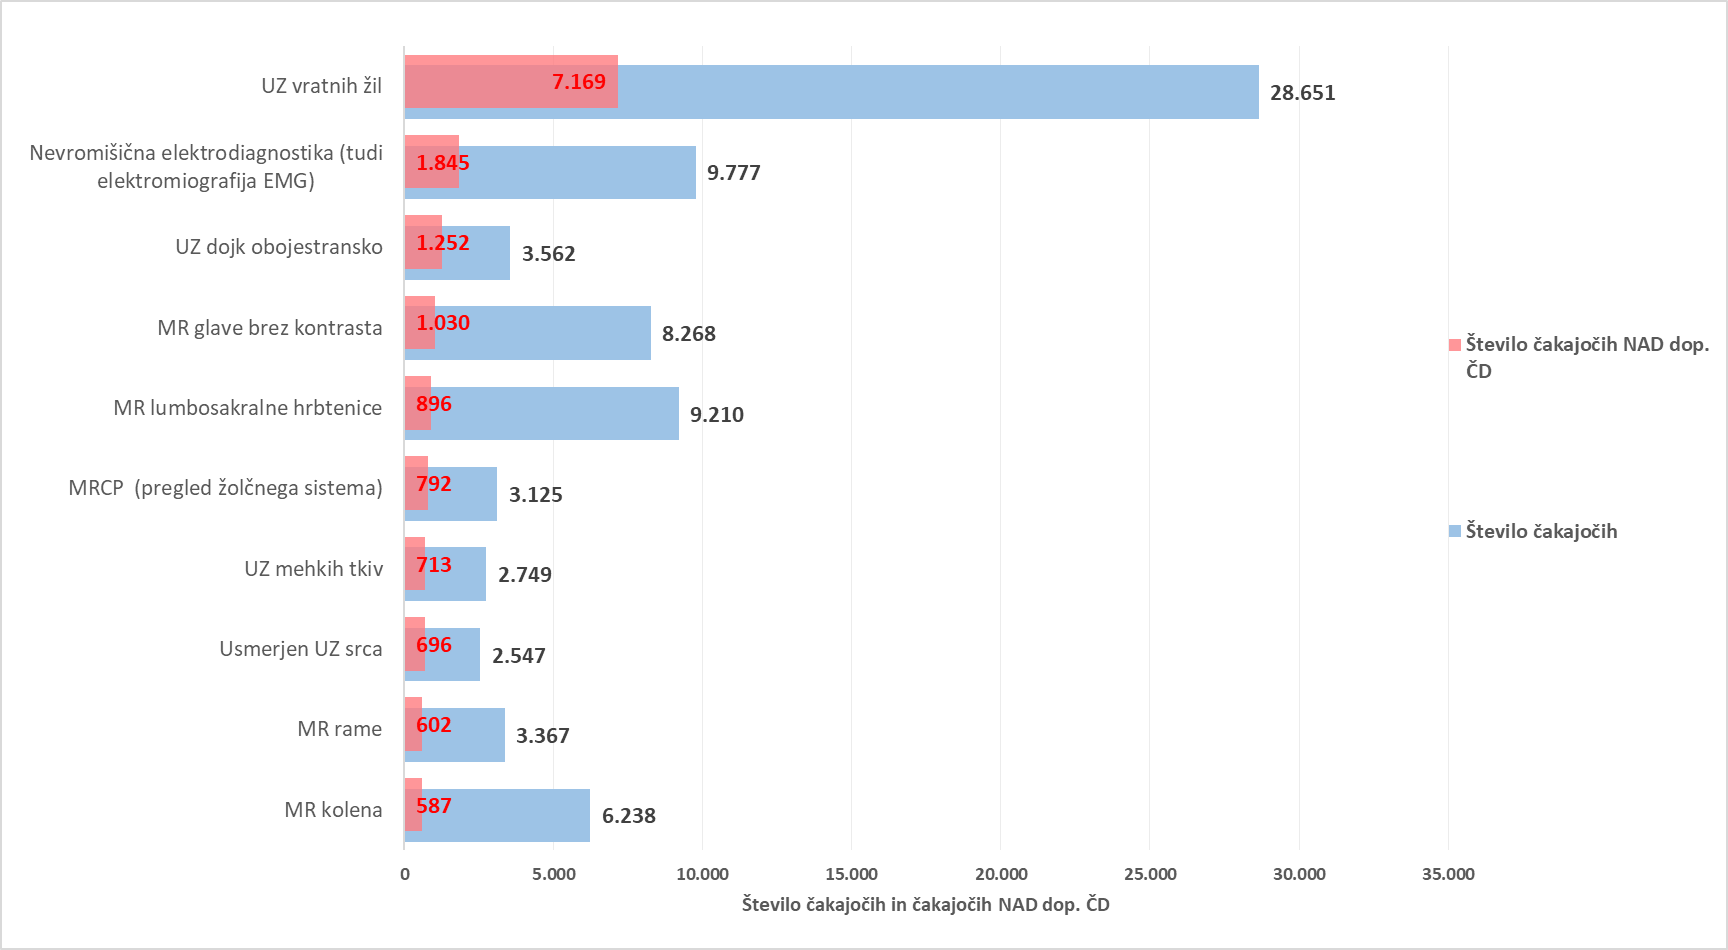 UZ vratnih žil
7.169
28.651
Nevromišična elektrodiagnostika (tudi
elektromiografija EMG)
1.845
9.777
UZ dojk obojestransko
1.252
3.562
MR glave brez kontrasta
1.030
8.268
MR lumbosakralne hrbtenice
896
9.210
MRCP  (pregled žolčnega sistema)
792
3.125
UZ mehkih tkiv
713
2.749
Usmerjen UZ srca
696
2.547
MR rame
602
3.367
MR kolena
587
6.238
0
5.000
10.000
15.000
20.000
25.000
30.000
35.000
Število čakajočih in čakajočih NAD dop. ČD
Število čakajočih NAD dop.
ČD
Število čakajočih